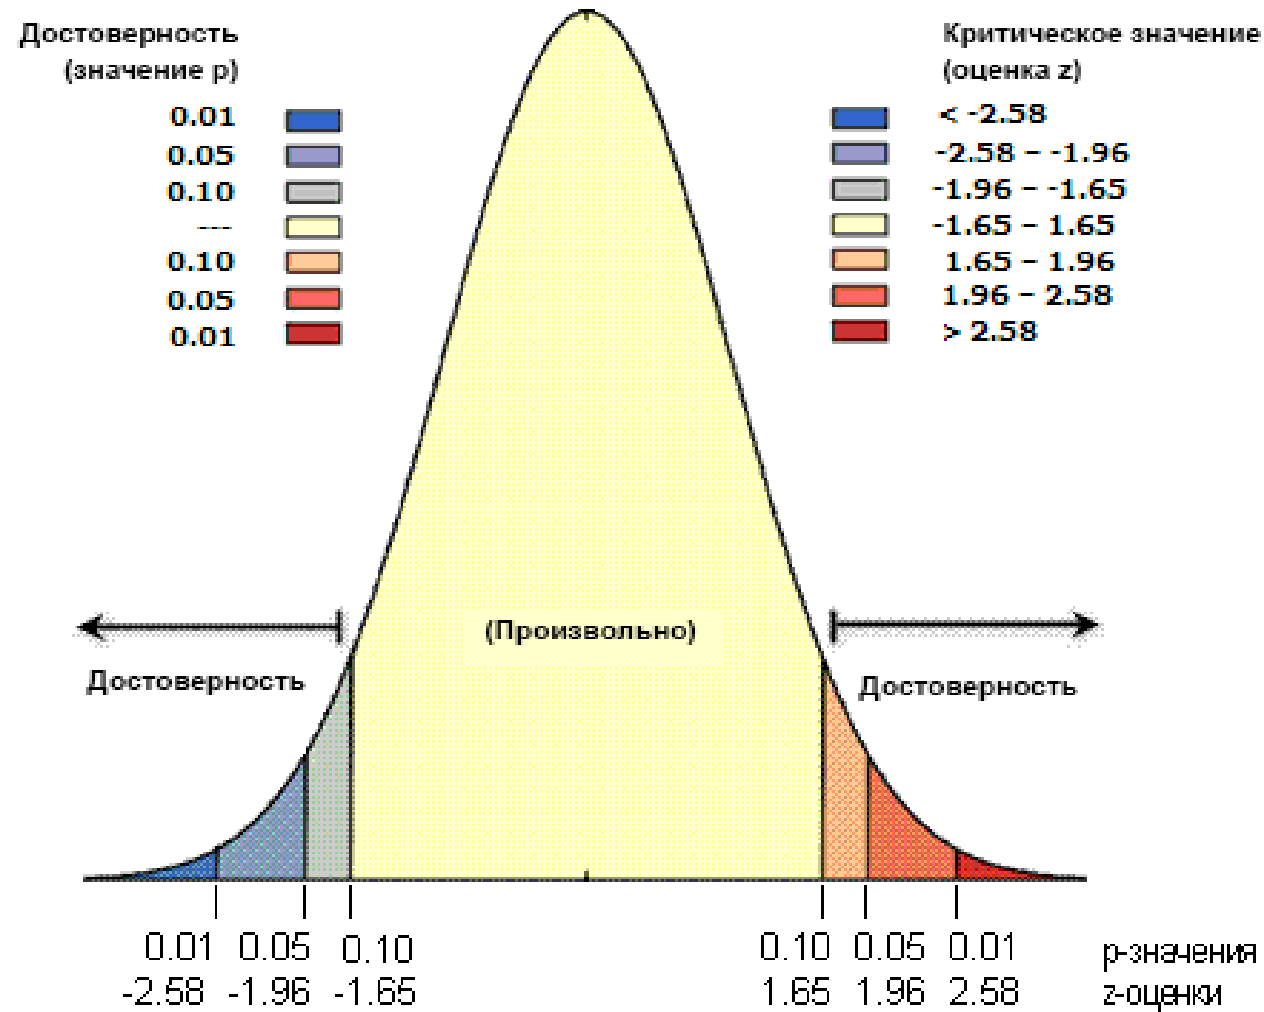 Достоверность
(значение p)
0.01
0.05
0.10
---
0.10
0.05
0.01
Критическое значение
(оценка z)
< -2.58
-2.58 – -1.96
-1.96 – -1.65
-1.65 – 1.65
1.65 – 1.96
1.96 – 2.58
> 2.58
(Произвольно)
Достоверность
Достоверность
0.01 0.05 0.10 0.10 0.05 0.01 p-значения
-2.58 -1.96 -1.65 1.65 1.96 2.58 z-оценки